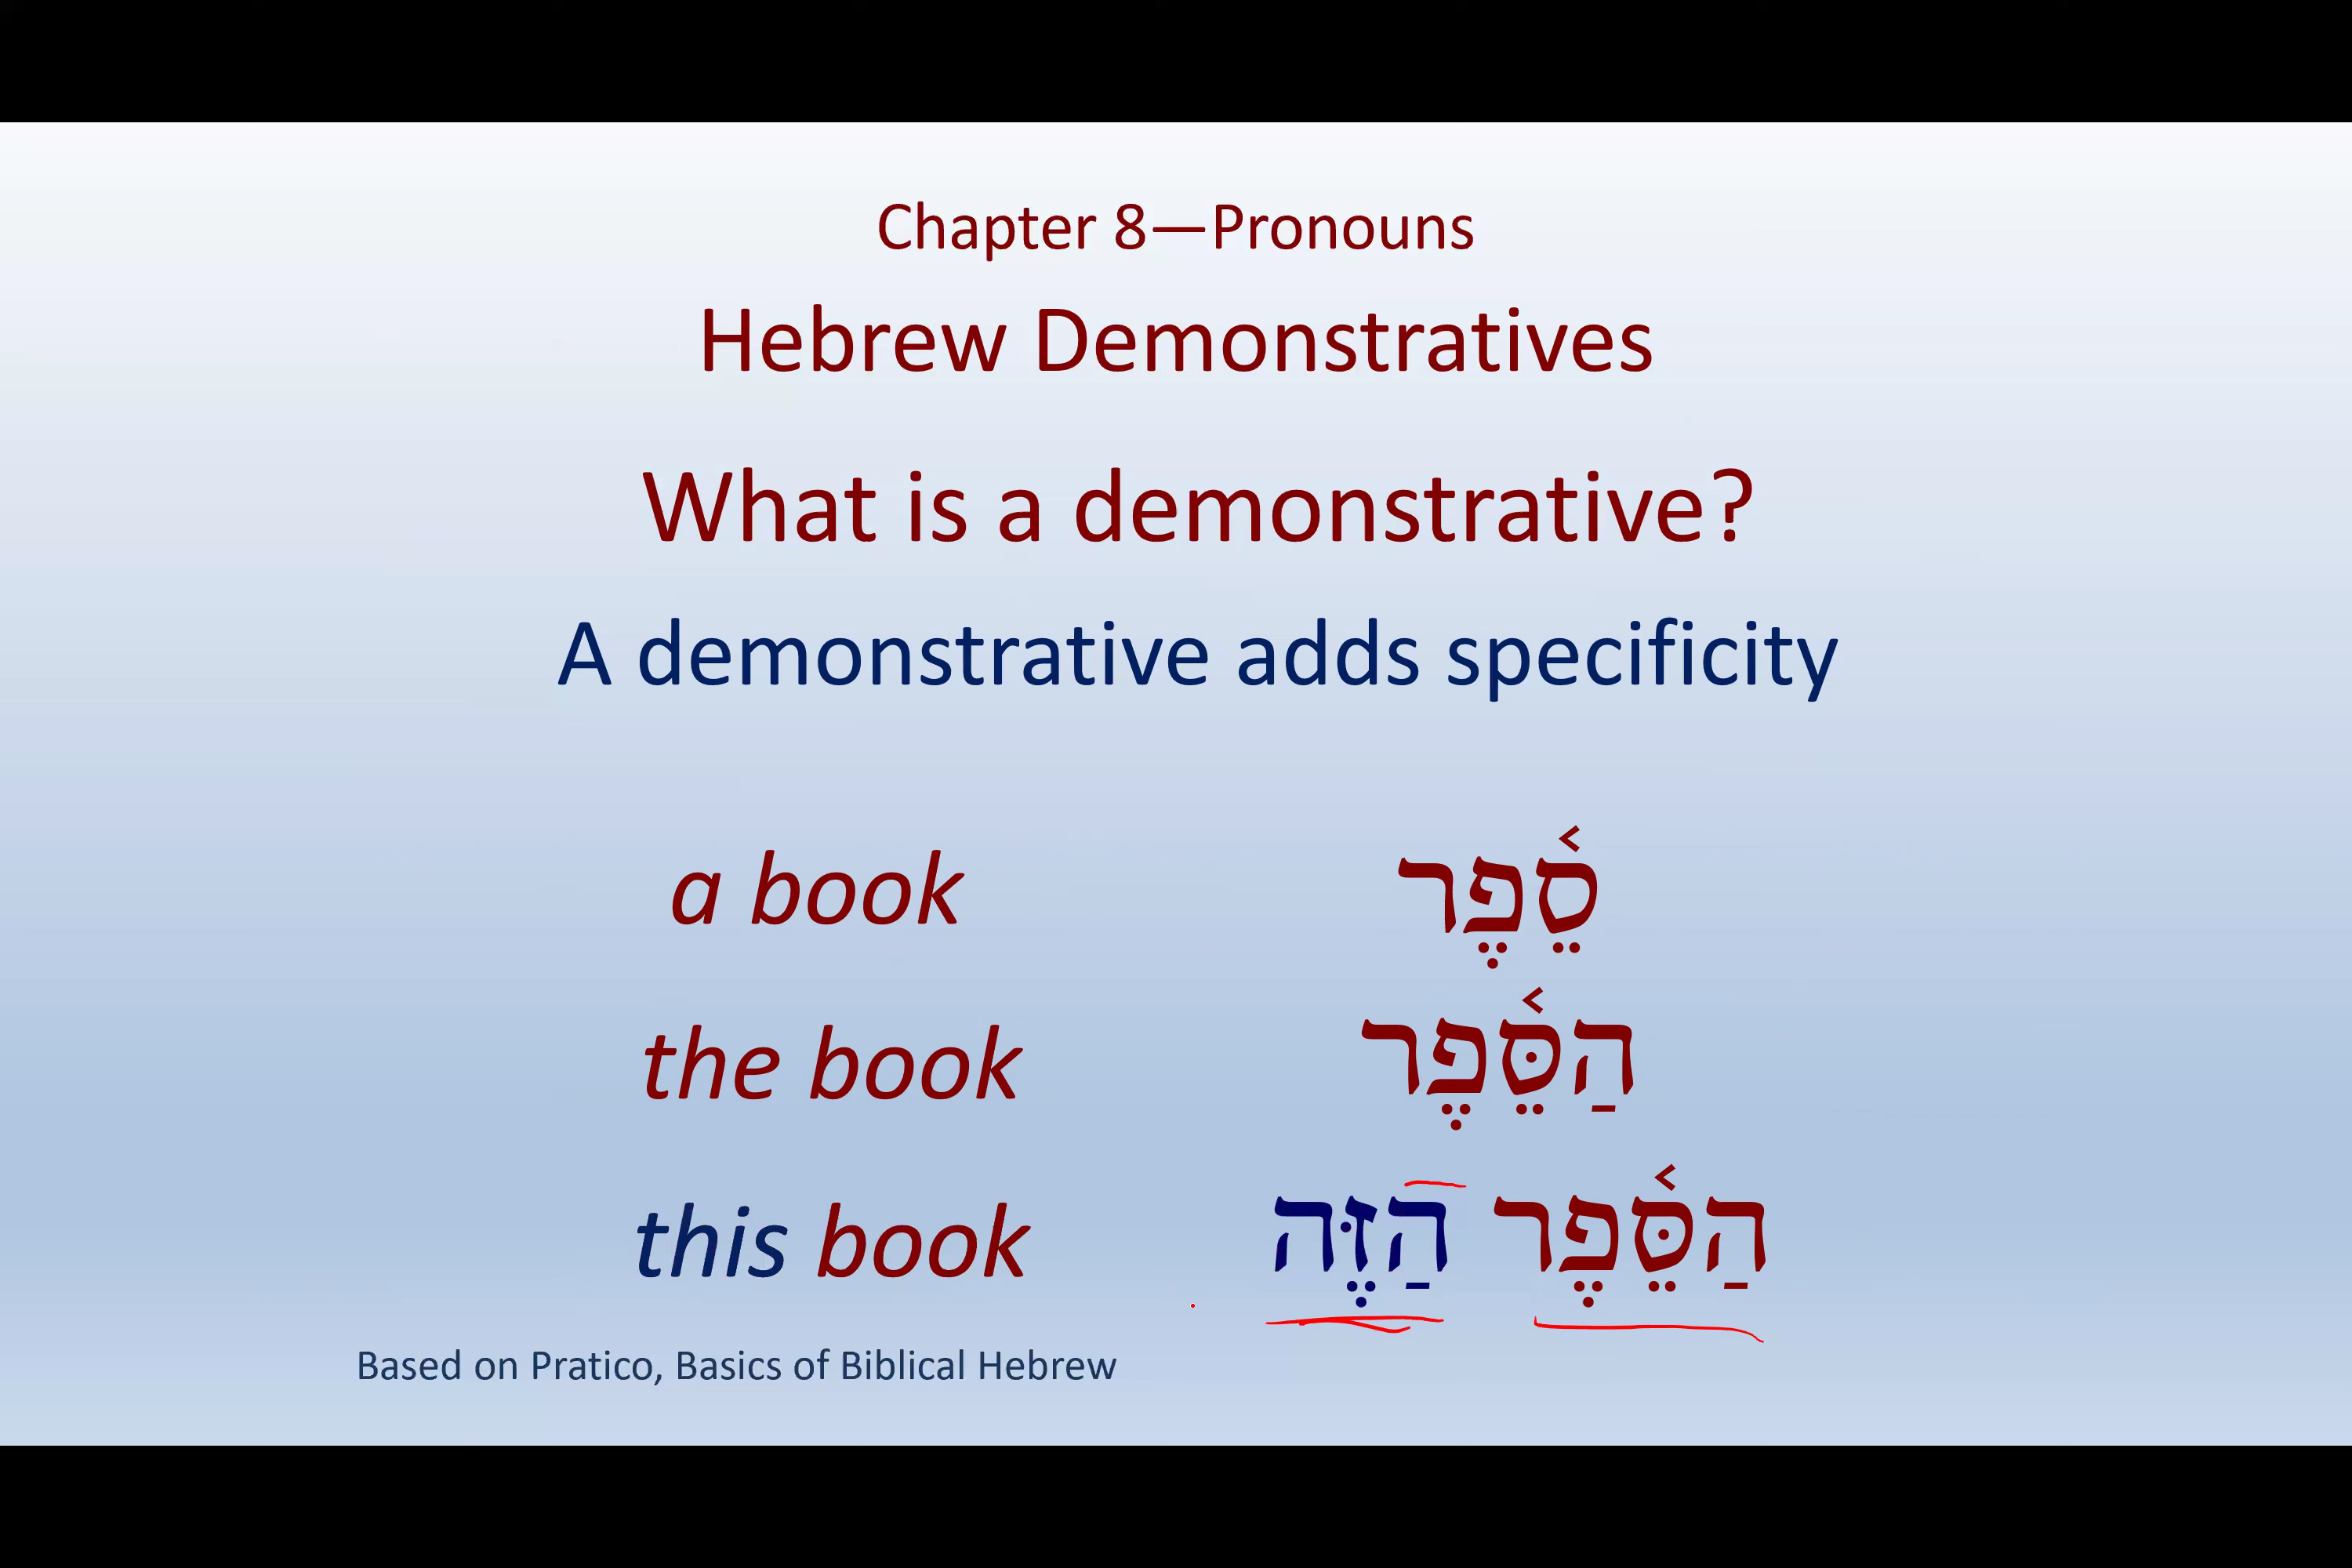 Chapter 8—Pronouns
Hebrew Demonstratives
What is a demonstrative?
A demonstrative adds specificity
a book סֵ֫פֶר
the book הַסֵּ֫פֶר
this book הַסֵּ֫פֶר הַזֶּה
Based on Pratico, Basics of Biblical Hebrew